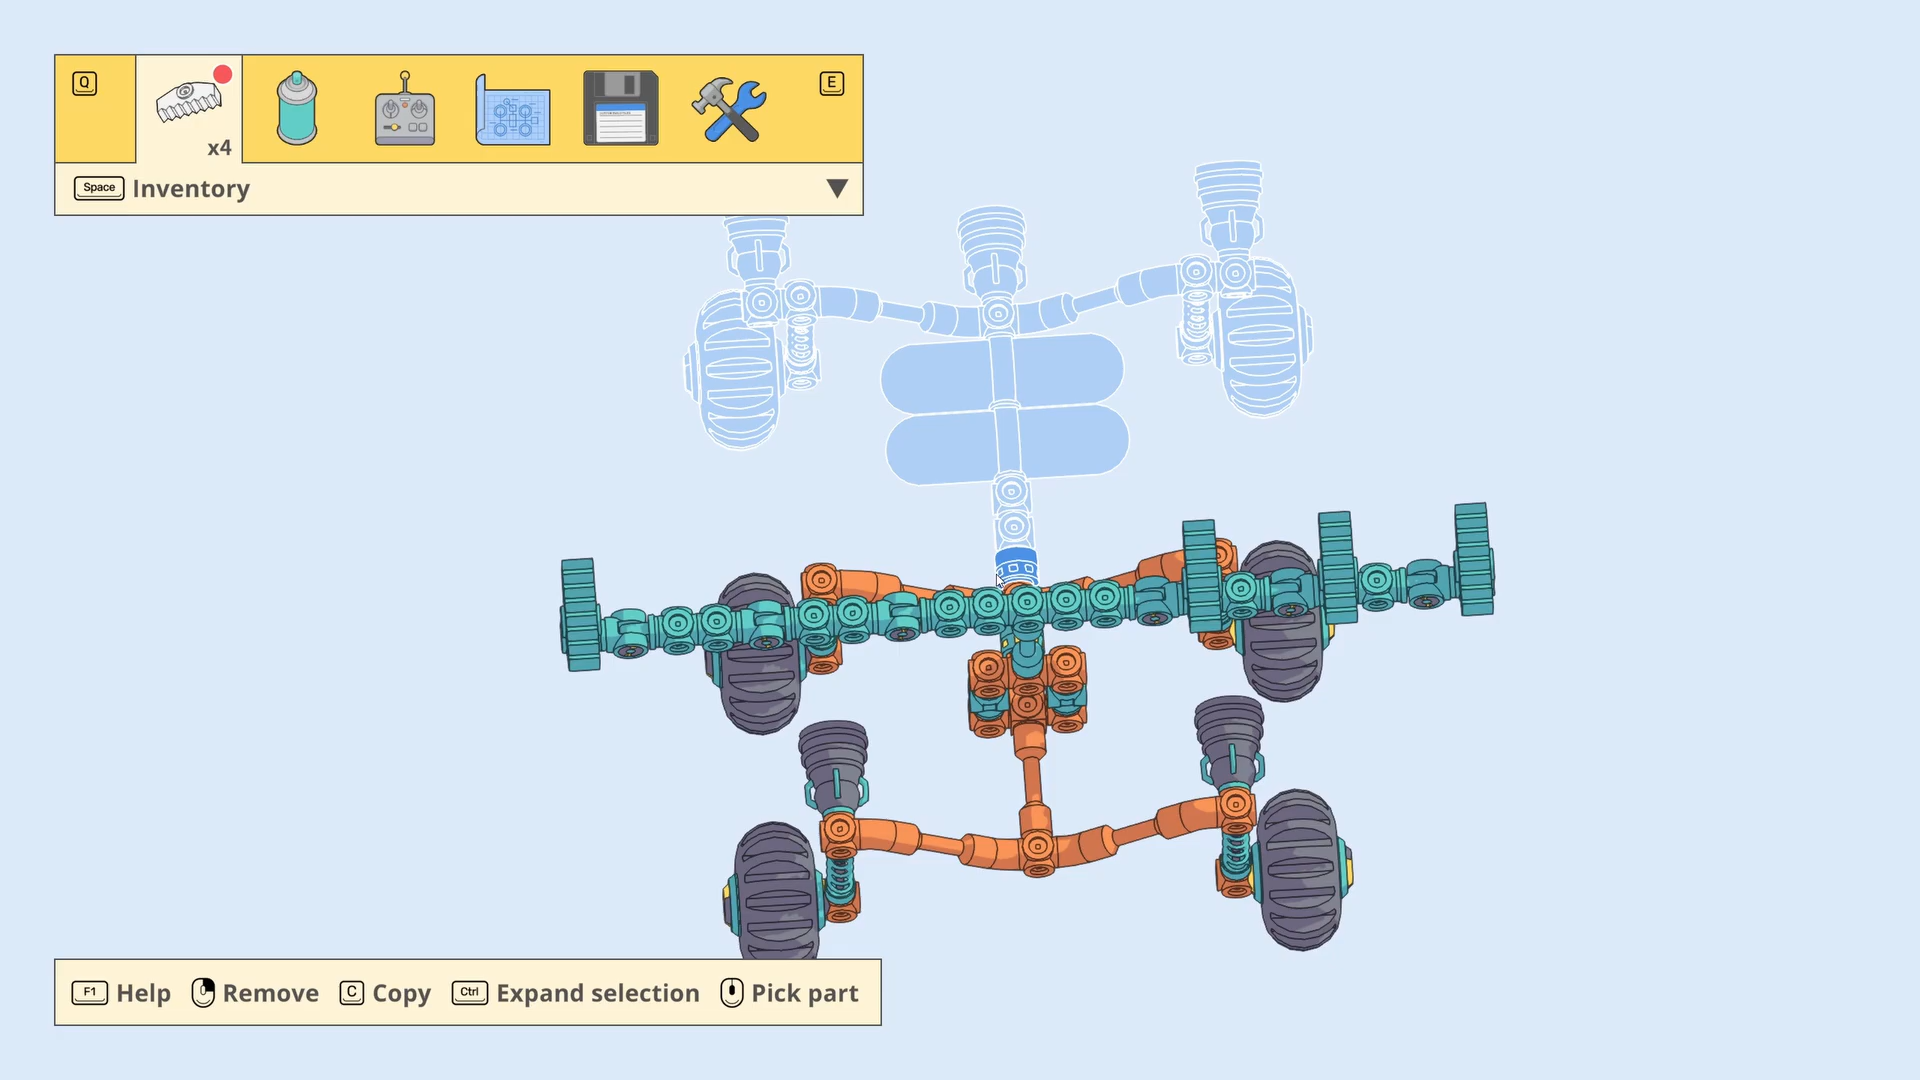 Q
E
x4
Space Inventory
F1 Help Remove C Copy Ctrl Expand selection Pick part